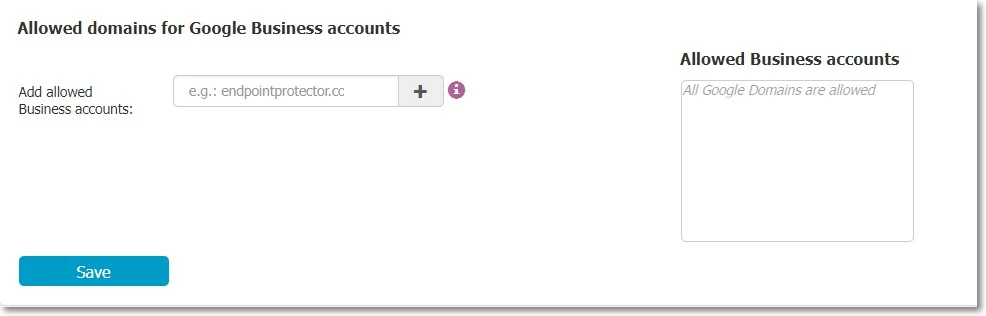 Allowed domains for Google Business accounts
Allowed Business accounts
Add allowed
Business accounts:
e.g.: endpointprotector.cc
+
i
All Google Domains are allowed
Save